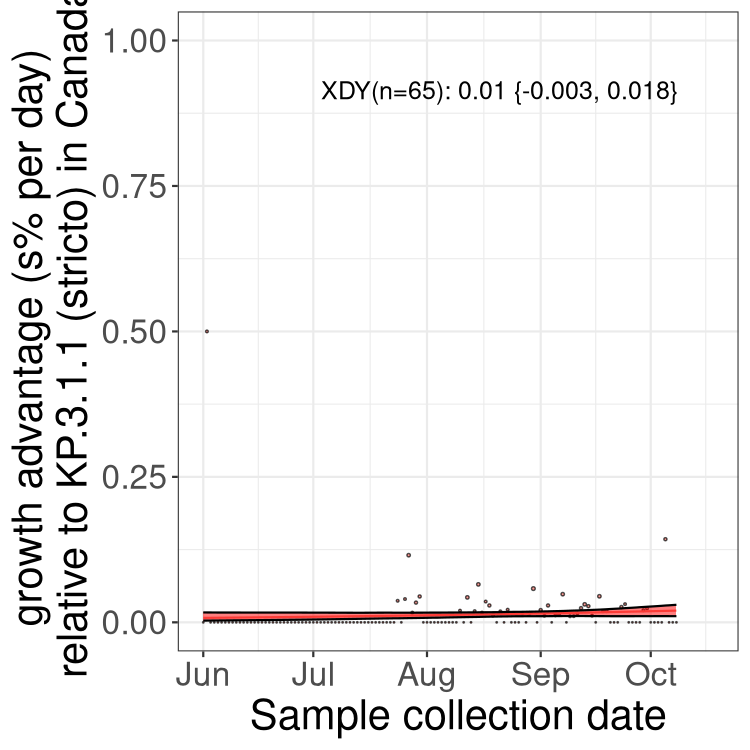 growth advantage (s% per day)
relative to KP.3.1.1 (stricto) in Canada
1.00
0.75
0.50
0.25
0.00
XDY(n=65): 0.01 {-0.003, 0.018}
Jun Jul Aug Sep Oct
Sample collection date